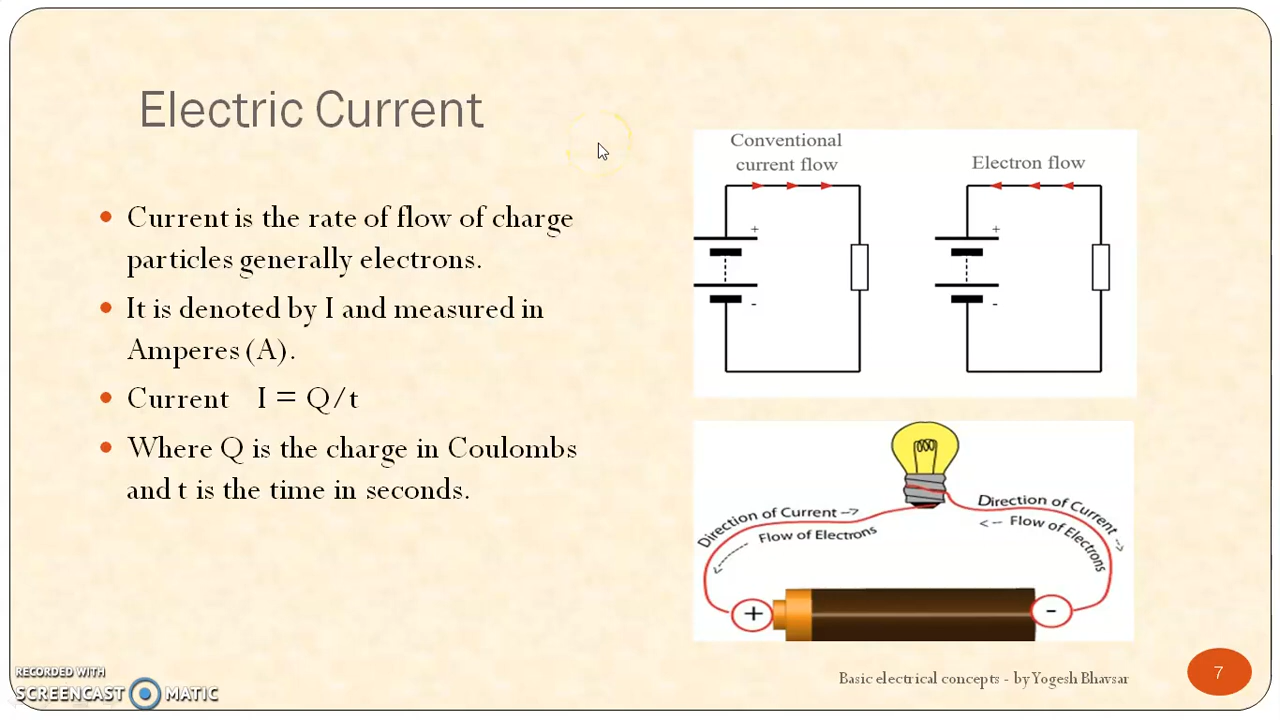 Electric Current
Current is the rate of flow of charge
particles generally electrons.
It is denoted by I and measured in
Amperes (A).
Current I = Q/t
Where Q is the charge in Coulombs
and t is the time in seconds.
Conventional
current flow
+
-
Electron flow
+
-
Direction of Current -->
Flow of Electrons
<--------
Direction of Current -->
<-- Flow of Electrons
+
-
Basic electrical concepts - by Yogesh Bhavsar
7
RECORDED WITH
SCREENCAST MATIC